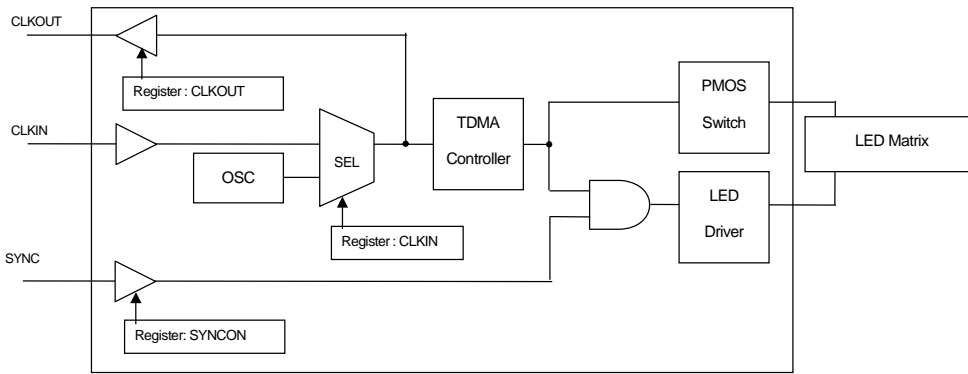 CLKOUT
Register : CLKOUT
CLKIN
OSC
SEL
Register : CLKIN
TDMA
Controller
PMOS
Switch
LED Matrix
LED
Driver
SYNC
Register: SYNCON